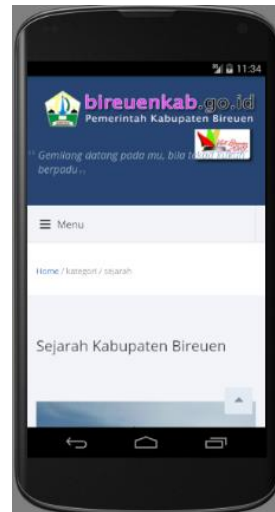 11:34
bireuenkab.go.id
Pemerintah Kabupaten Bireuen
" Gemilang datang pada mu, bila
berpadu "
Menu
Home / kategori / sejarah
Sejarah Kabupaten Bireuen